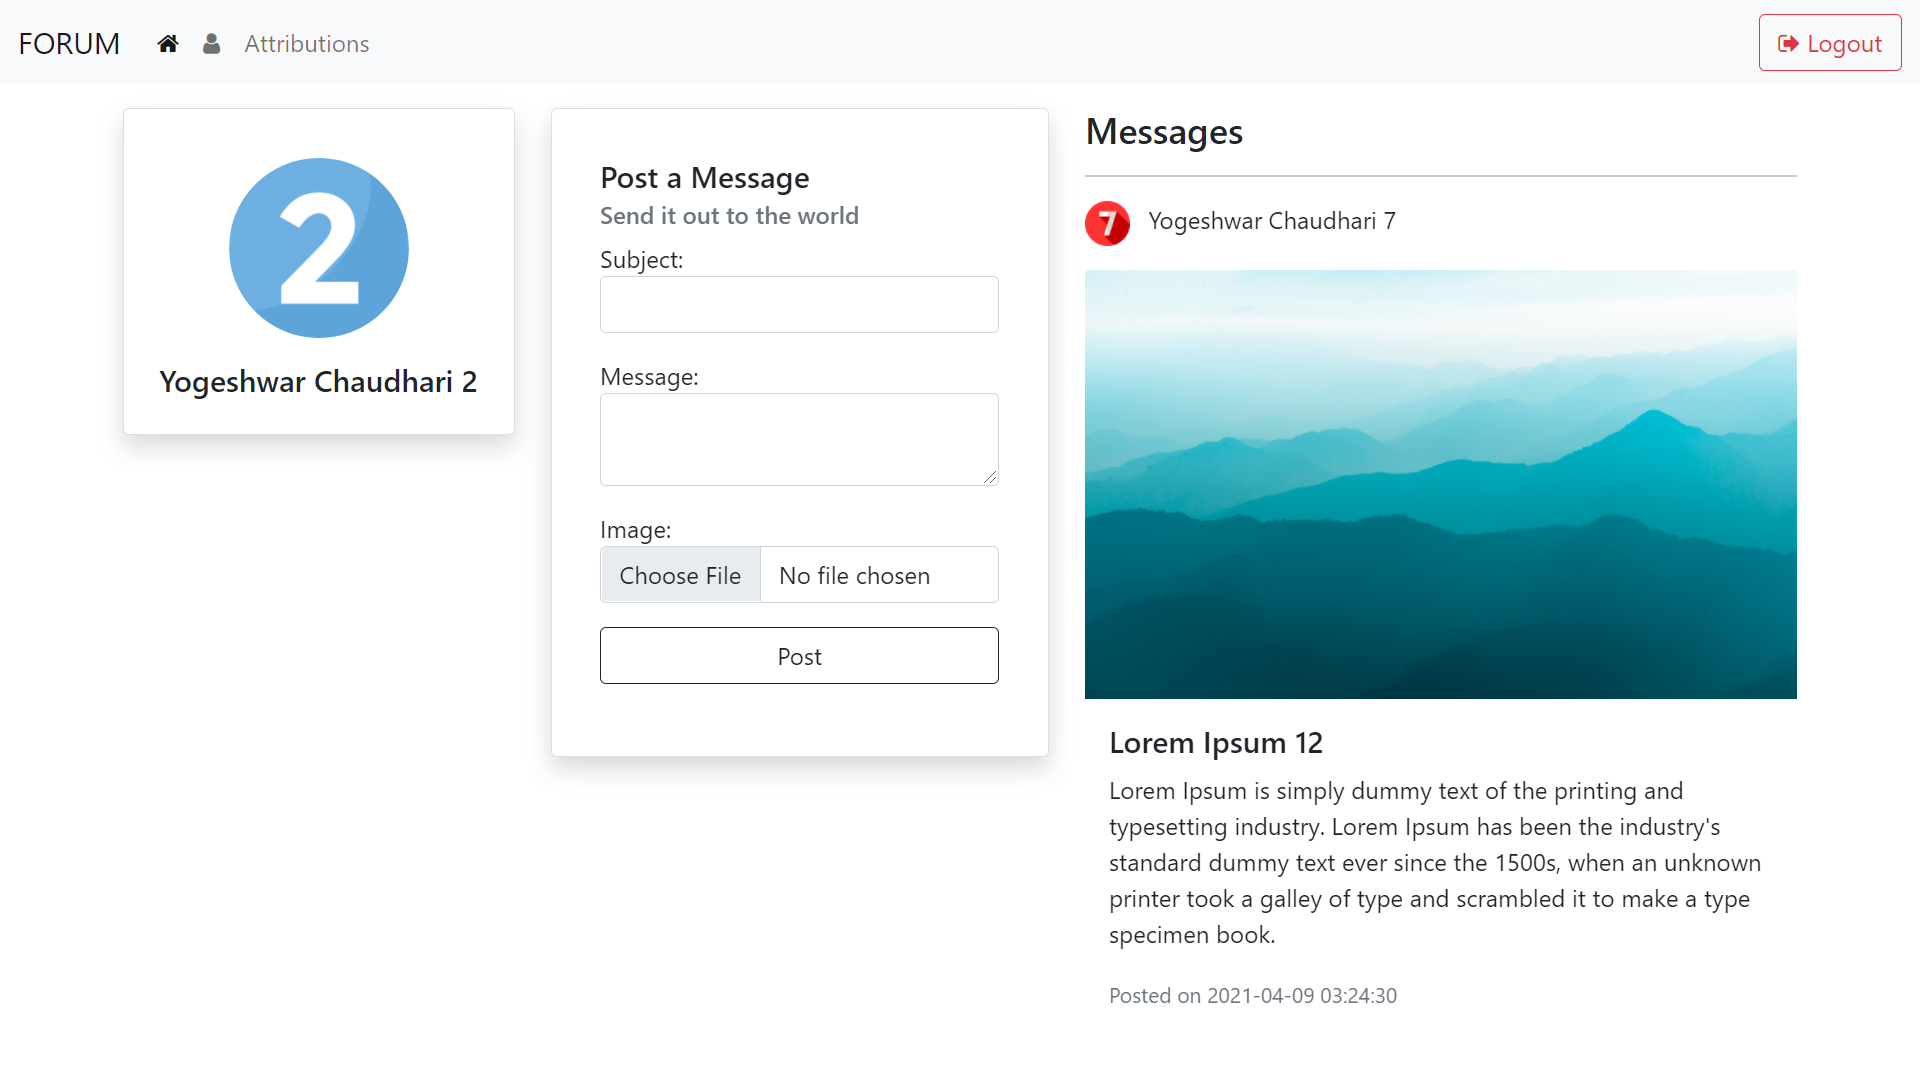 FORUM
Attributions
Logout
2
Yogeshwar Chaudhari 2
Post a Message
Send it out to the world
Subject:
Message:
Image:
Choose File
No file chosen
Post
Messages
7
Yogeshwar Chaudhari 7
Lorem Ipsum 12
Lorem Ipsum is simply dummy text of the printing and
typesetting industry. Lorem Ipsum has been the industry's
standard dummy text ever since the 1500s, when an unknown
printer took a galley of type and scrambled it to make a type
specimen book.
Posted on 2021-04-09 03:24:30